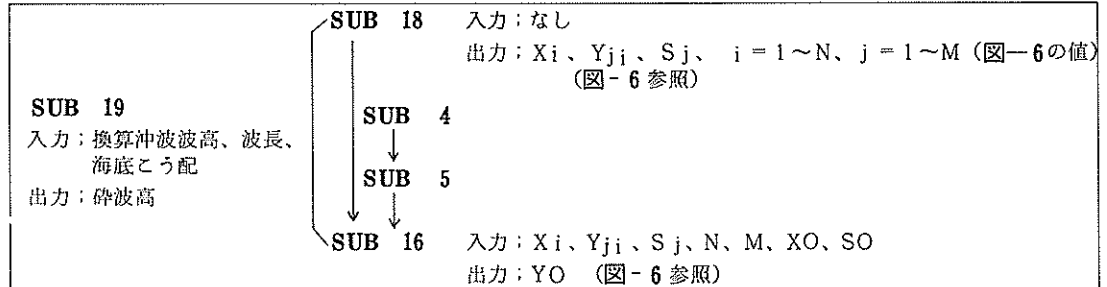 SUB 18 入力；なし
出力；Xi、Yji、Sj、 i = 1～N、j = 1～M（図－6の値）
（図－6 参照）
SUB 19
入力；換算沖波波高、波長、
海底こう配
出力；砕波高
SUB 4
SUB 5
SUB 16 入力；Xi、Yji、Sj、N、M、XO、SO
出力；YO （図－6 参照）